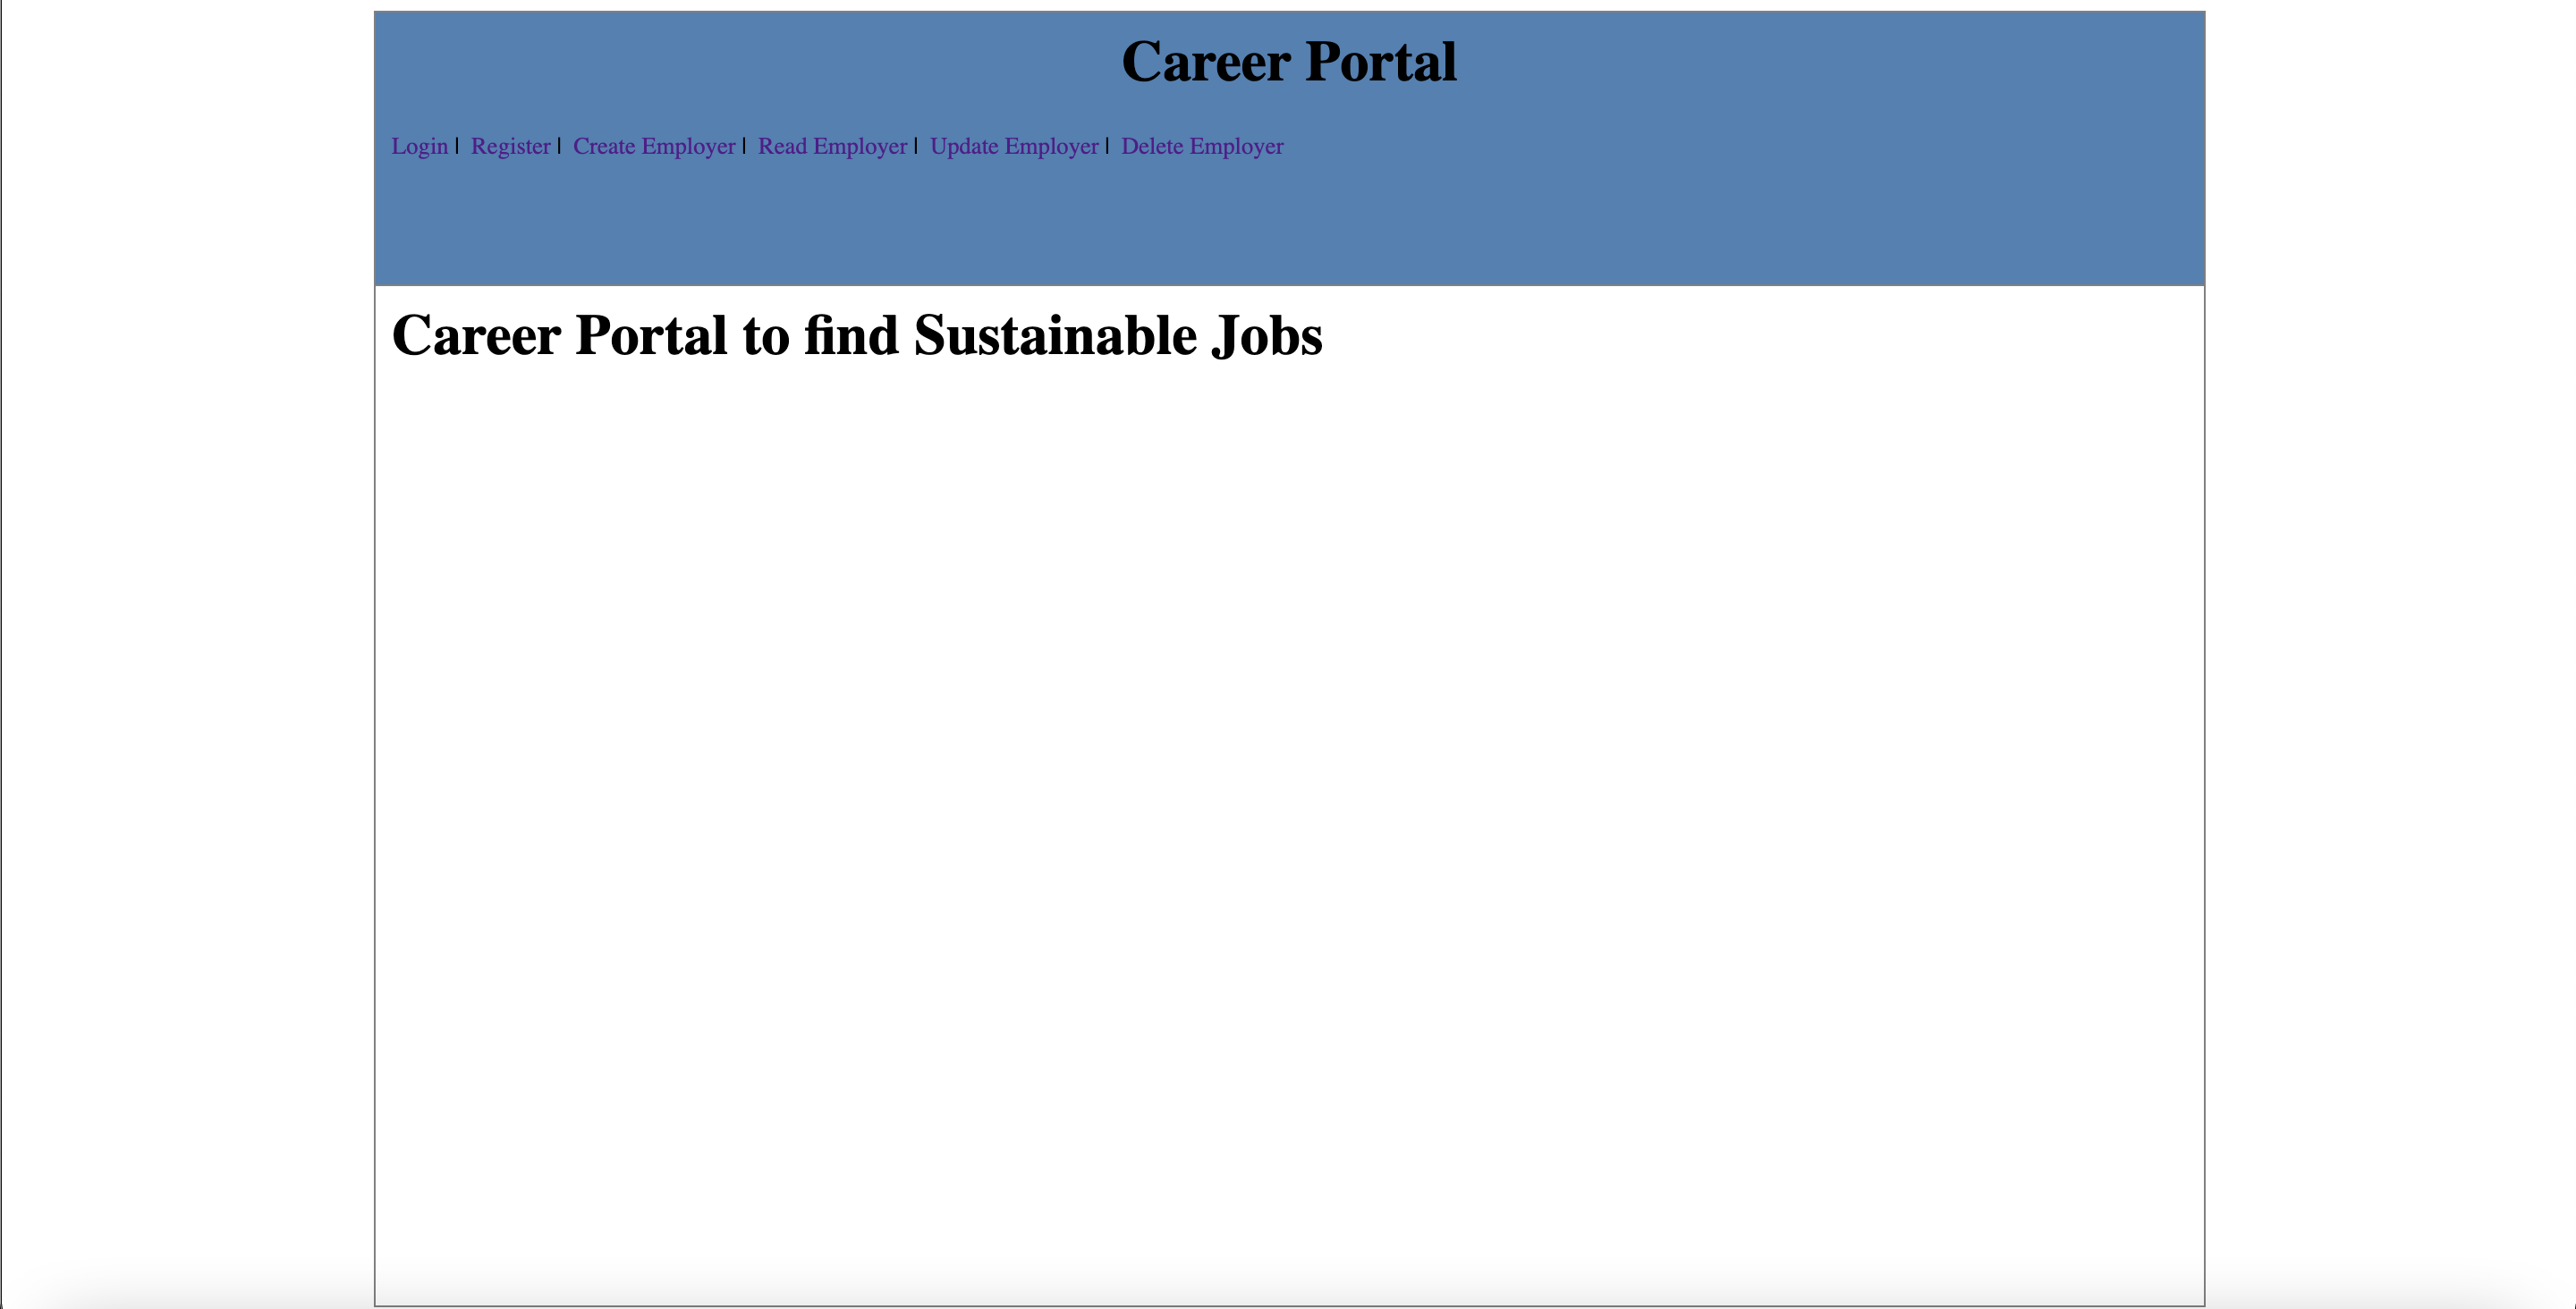 Career Portal
Login | Register | Create Employer | Read Employer | Update Employer | Delete Employer
Career Portal to find Sustainable Jobs